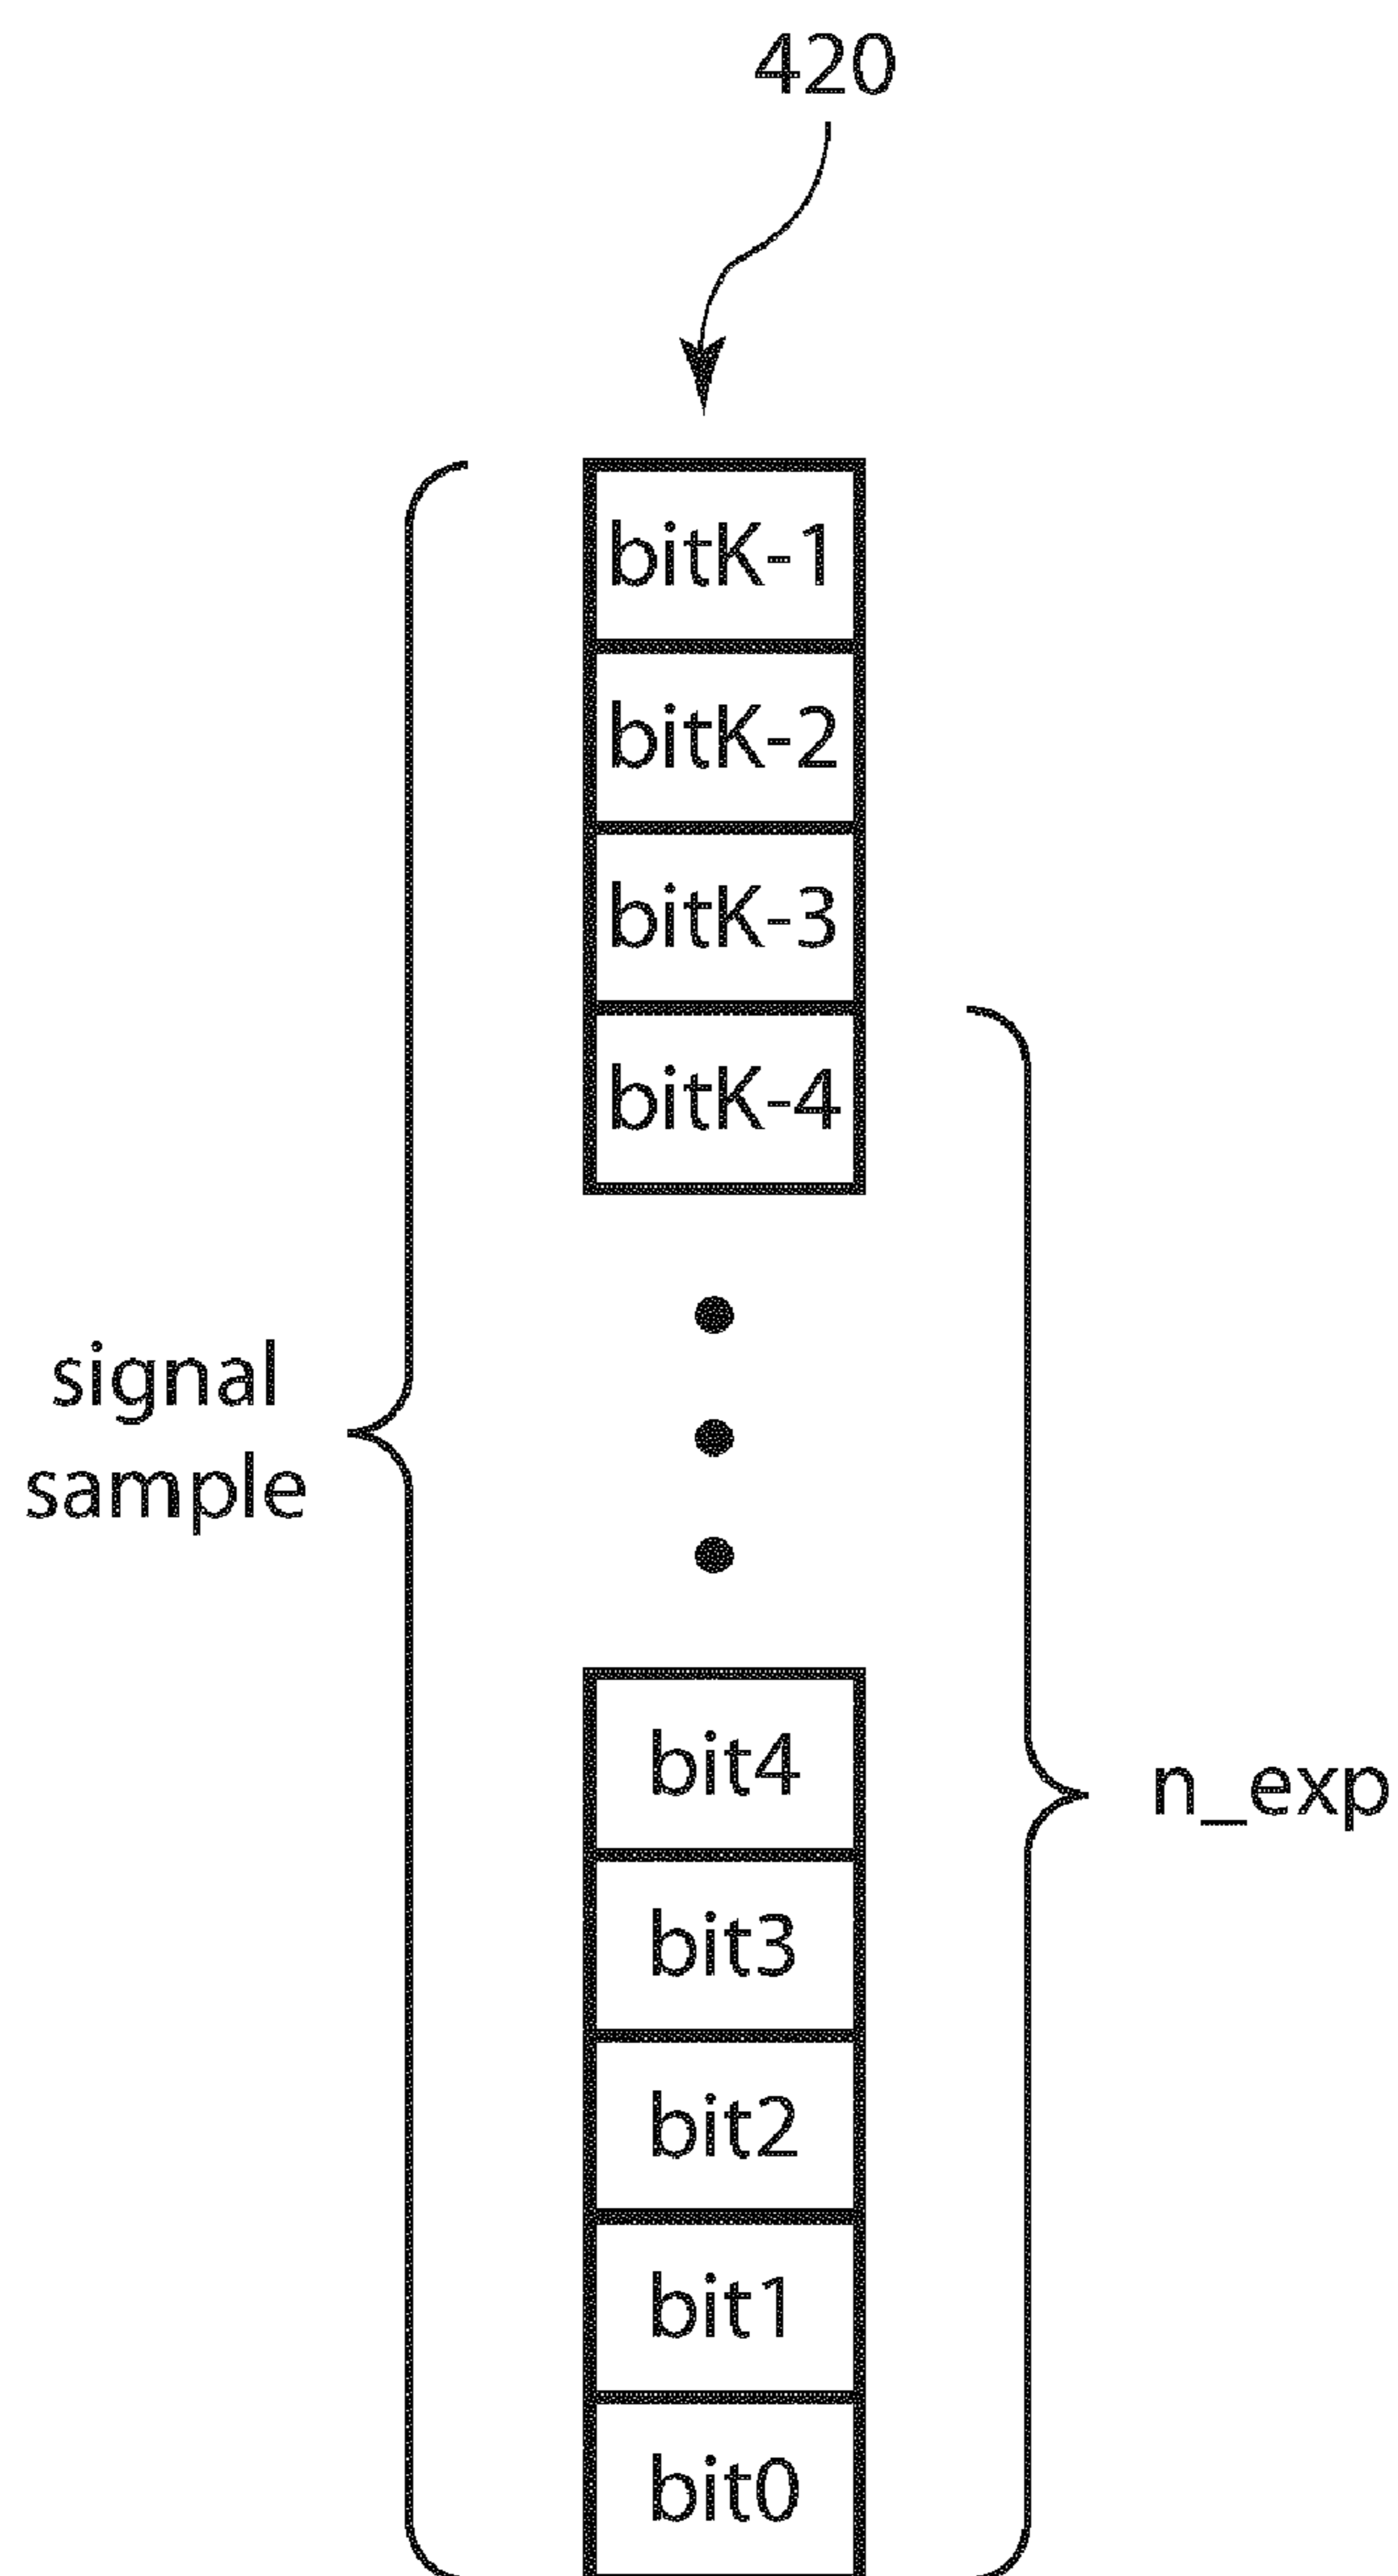 420
bitK-1
bitK-2
bitK-3
bitK-4
signal
sample
bit4
n_exp
bit3
bit2
bit1
bit0